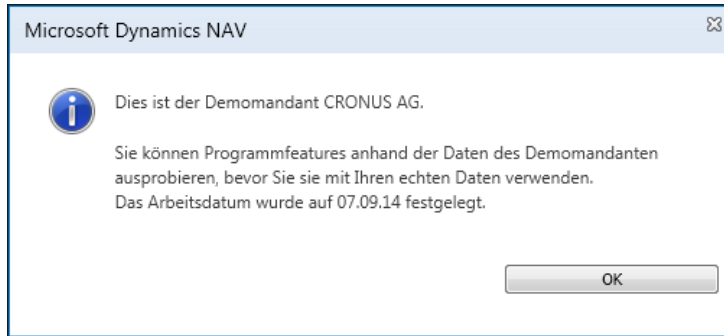 Microsoft Dynamics NAV
Dies ist der Demomandant CRONUS AG.
Sie können Programmfeatures anhand der Daten des Demomandanten
ausprobieren, bevor Sie sie mit Ihren echten Daten verwenden.
Das Arbeitsdatum wurde auf 07.09.14 festgelegt.
OK